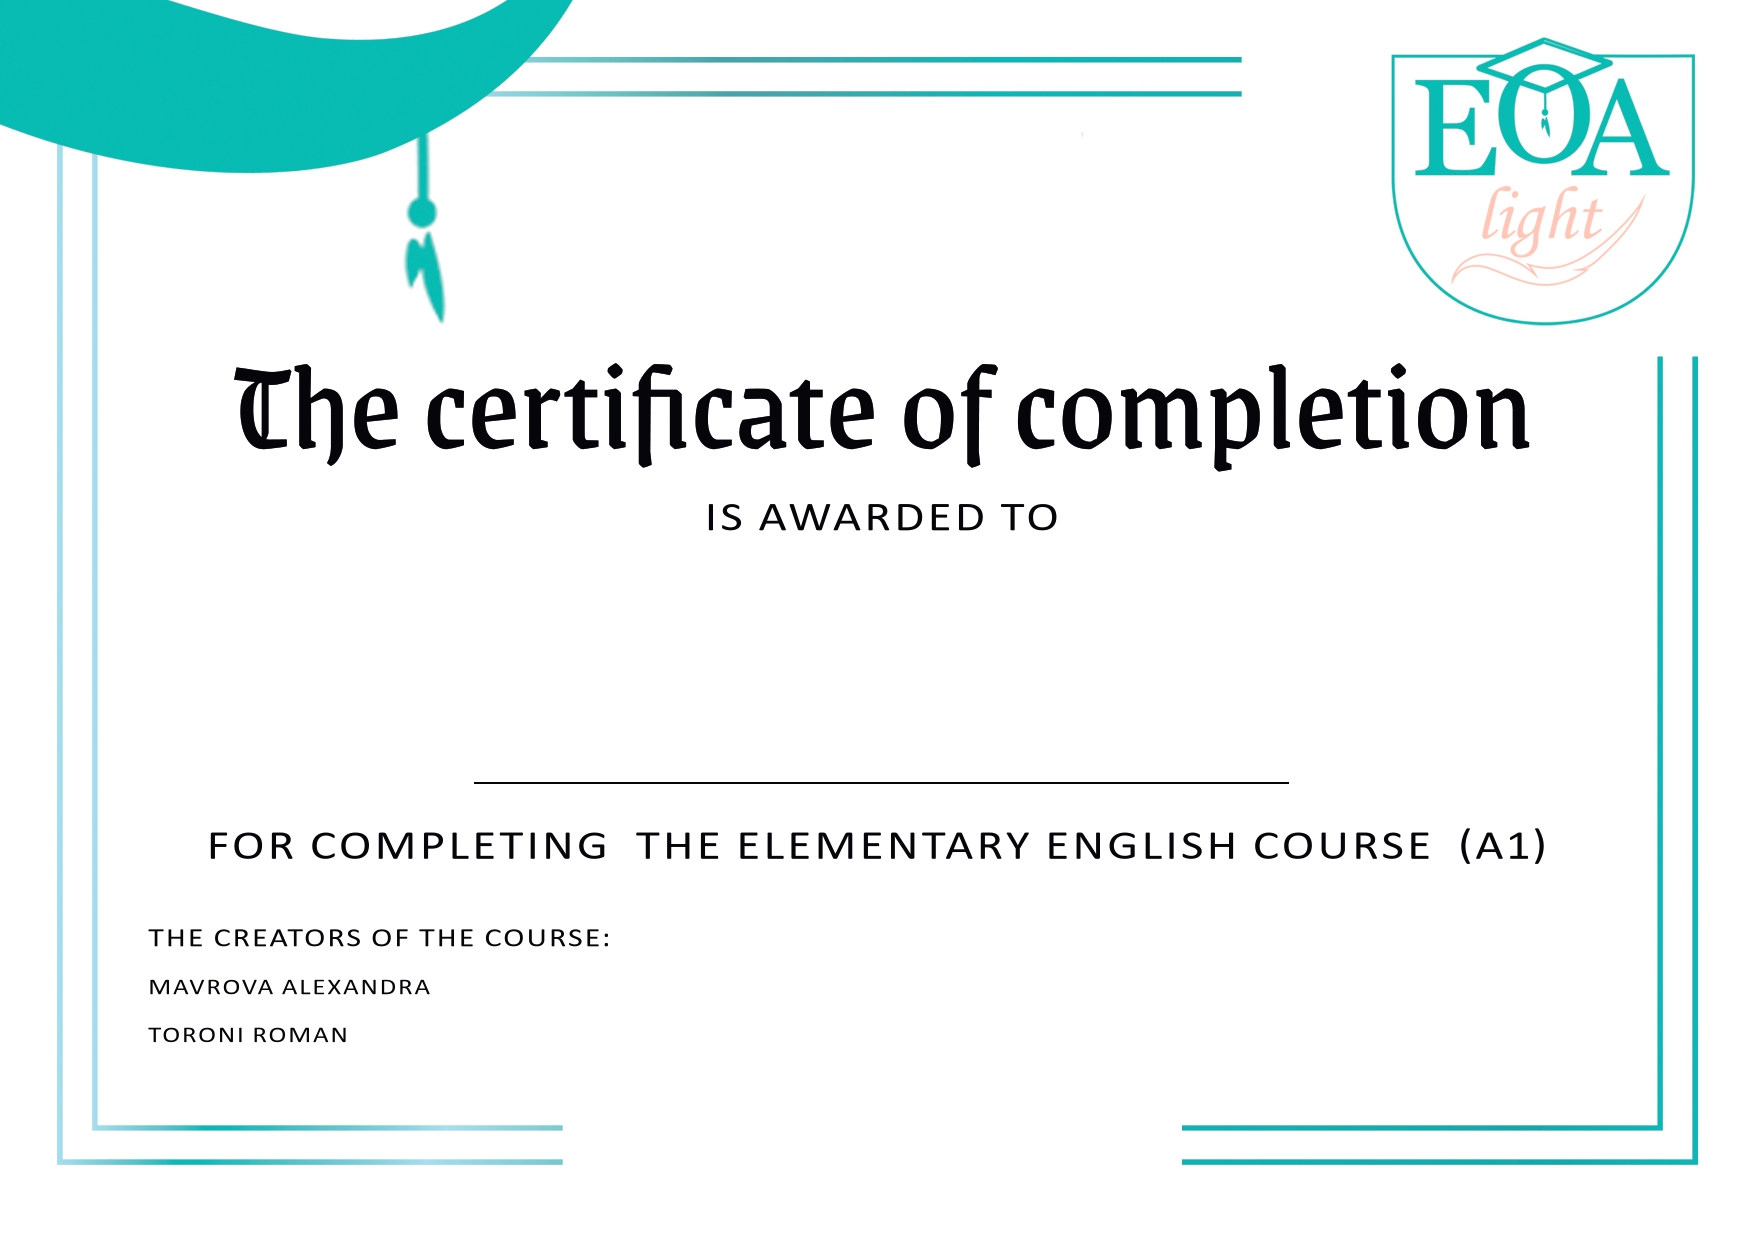 EOA
light
The certificate of completion
IS AWARDED TO
FOR COMPLETING THE ELEMENTARY ENGLISH COURSE (A1)
THE CREATORS OF THE COURSE:
MAVROVA ALEXANDRA
TORONI ROMAN